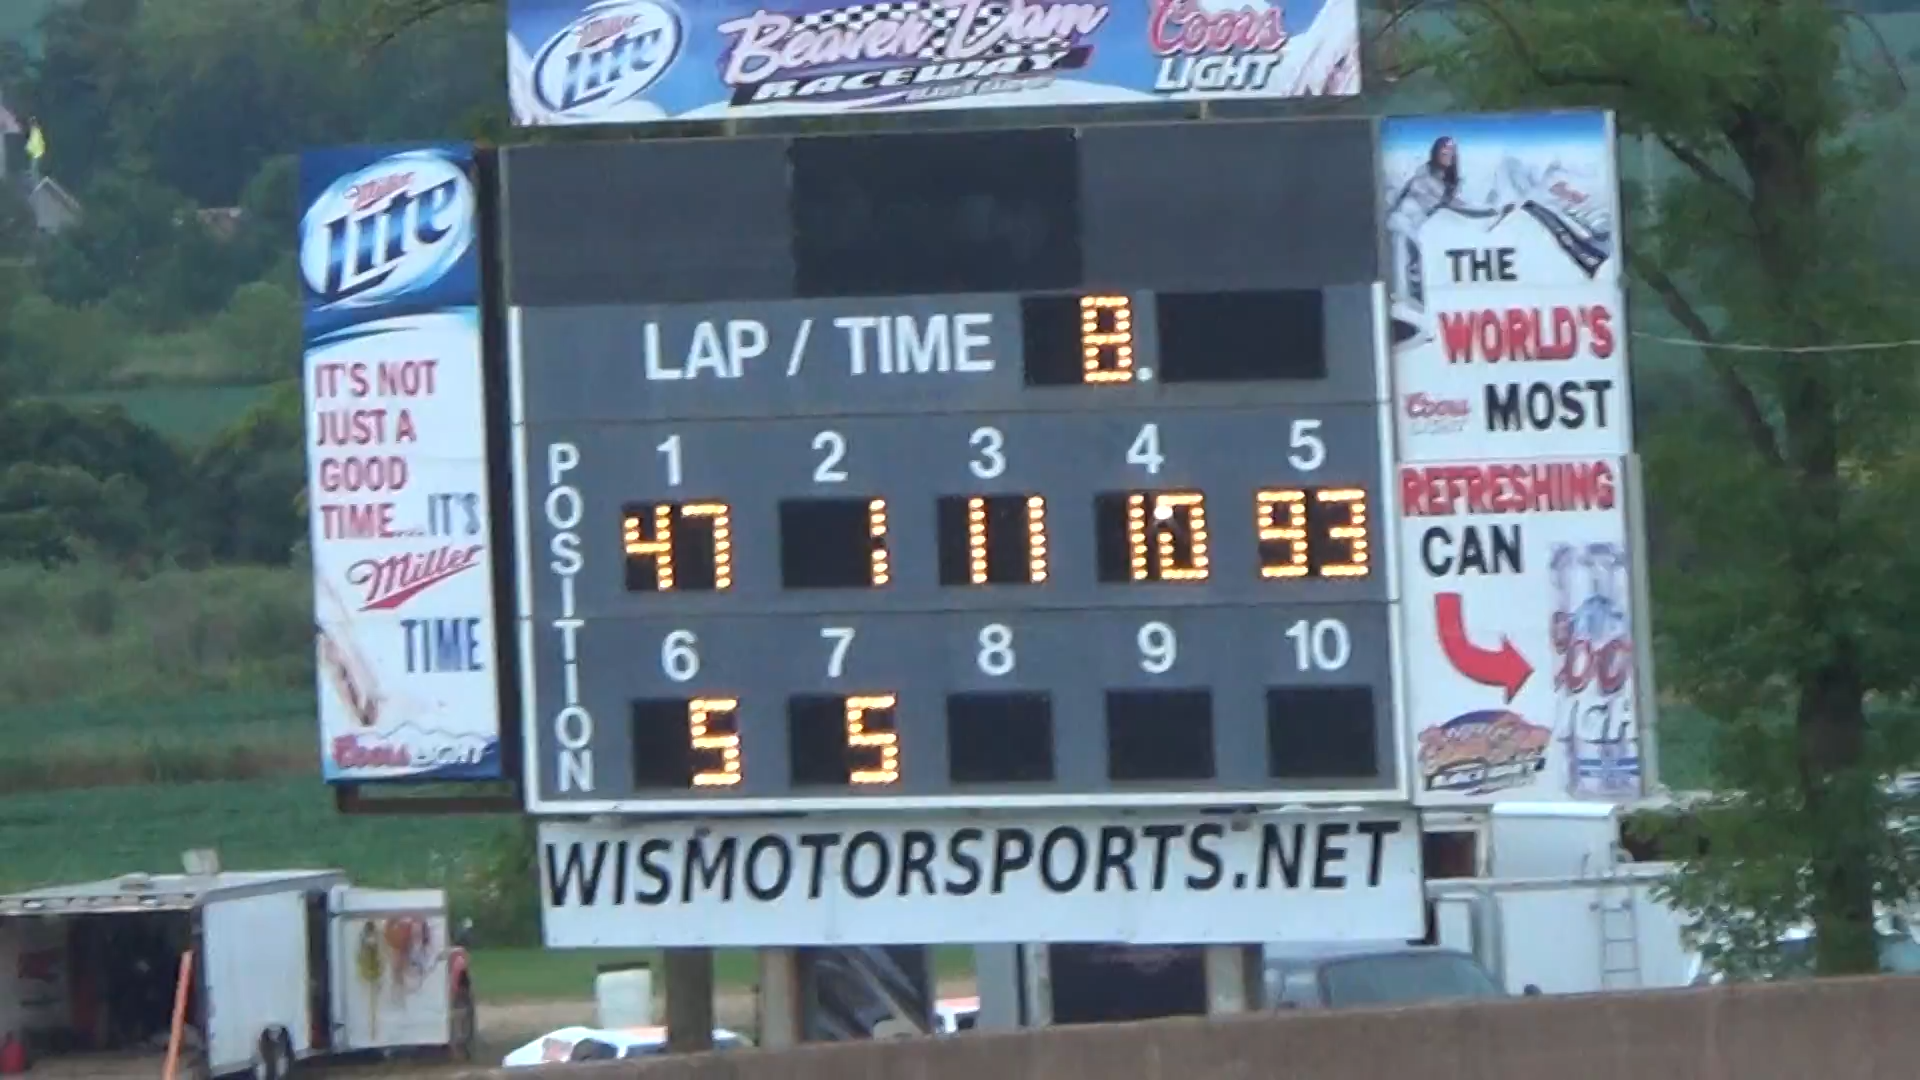 Miller Lite
Beaver Dam
RACEWAY
Coors
LIGHT
Miller
Lite
IT'S NOT
JUST A
GOOD
TIME...IT'S
Miller
TIME
Coors LIGHT
LAP / TIME 8.
POSITION
1 2 3 4 5
47 1 11 10 93
6 7 8 9 10
5 5
THE
WORLD'S
Coors LIGHT MOST
REFRESHING
CAN
WISMOTORSPORTS.NET